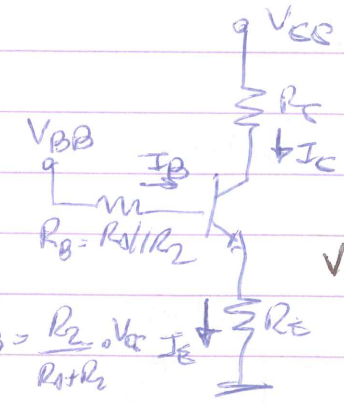 Vcc
Rc
VBB
IB
Ic
RB = R1//R2
V
= R2 / R1+R2 . Vcc
IE
RE